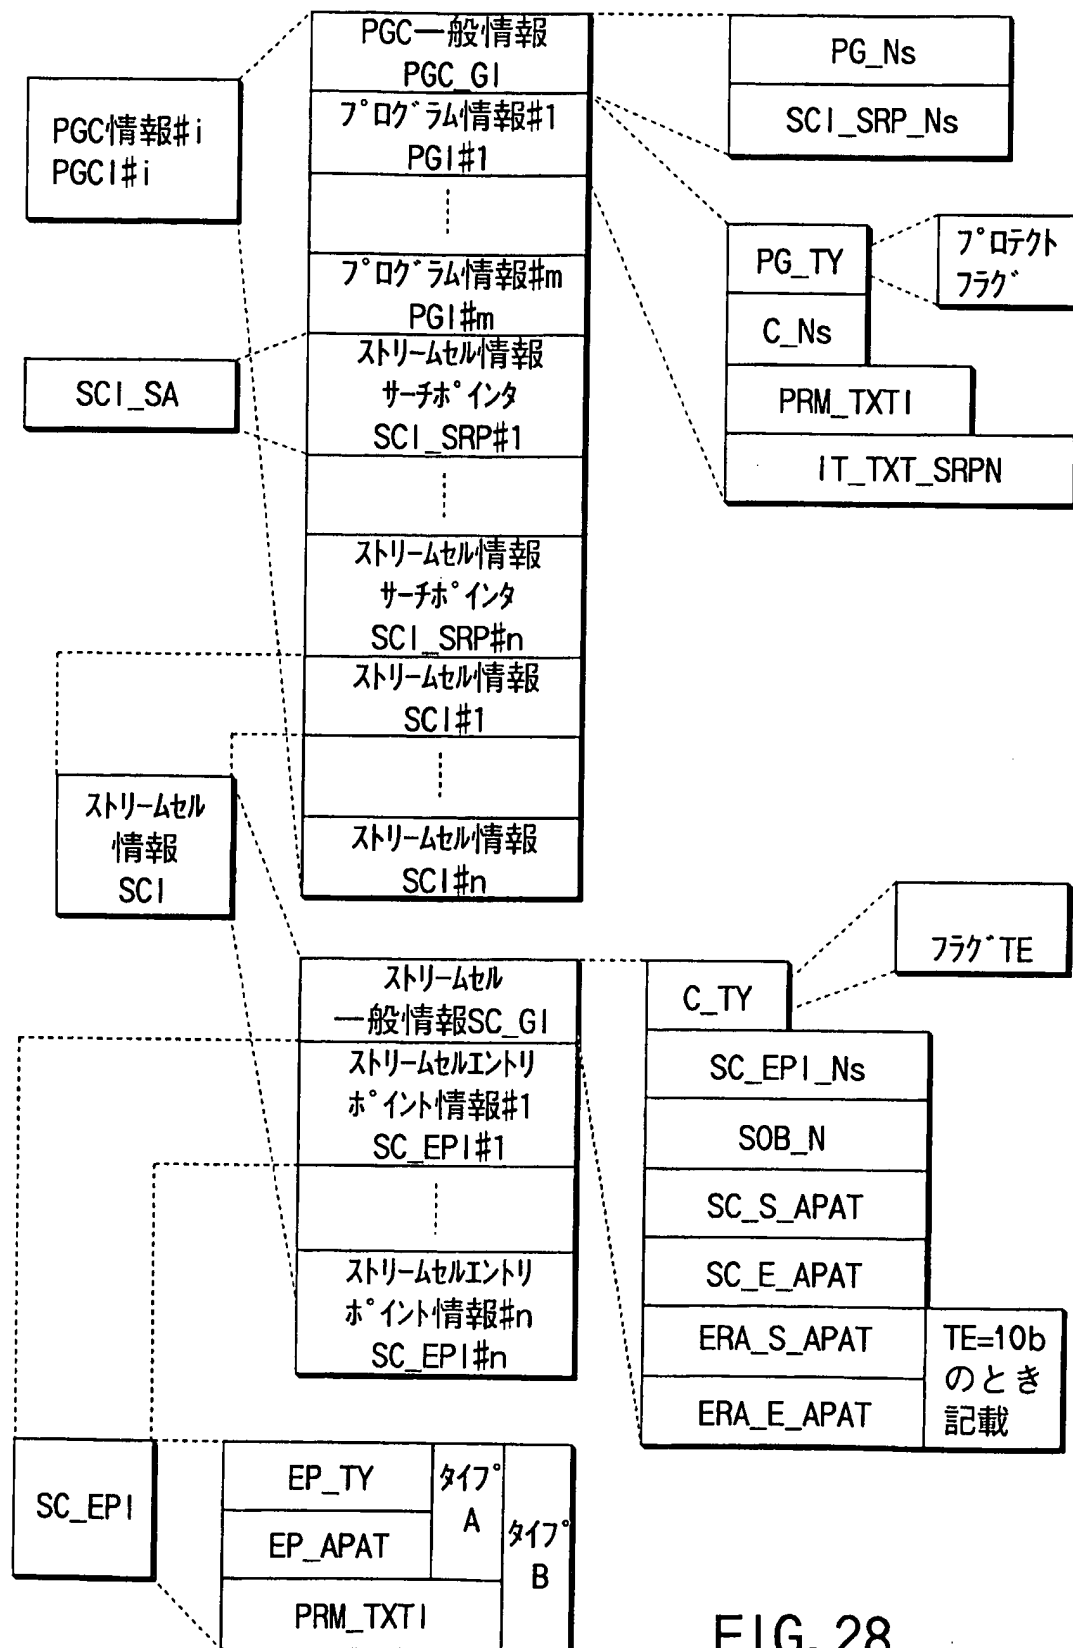 PGC情報#i
PGCI#i
PGC一般情報
PGC_GI
プログラム情報#1
PGI#1
プログラム情報#m
PGI#m
ストリームセル情報
サーチポインタ
SCI_SRP#1
ストリームセル情報
サーチポインタ
SCI_SRP#n
ストリームセル情報
SCI#1
ストリームセル情報
SCI#n
PG_Ns
SCI_SRP_Ns
PG_TY
プロテクト
フラグ
C_Ns
PRM_TXTI
IT_TXT_SRPN
SCI_SA
ストリームセル
情報
SCI
ストリームセル
一般情報SC_GI
ストリームセルエントリ
ポイント情報#1
SC_EPI#1
ストリームセルエントリ
ポイント情報#n
SC_EPI#n
C_TY
フラグTE
SC_EPI_Ns
SOB_N
SC_S_APAT
SC_E_APAT
ERA_S_APAT
ERA_E_APAT
TE=10b
のとき
記載
SC_EPI
EP_TY
EP_APAT
PRM_TXTI
タイプ
A
タイプ
B
FIG. 28